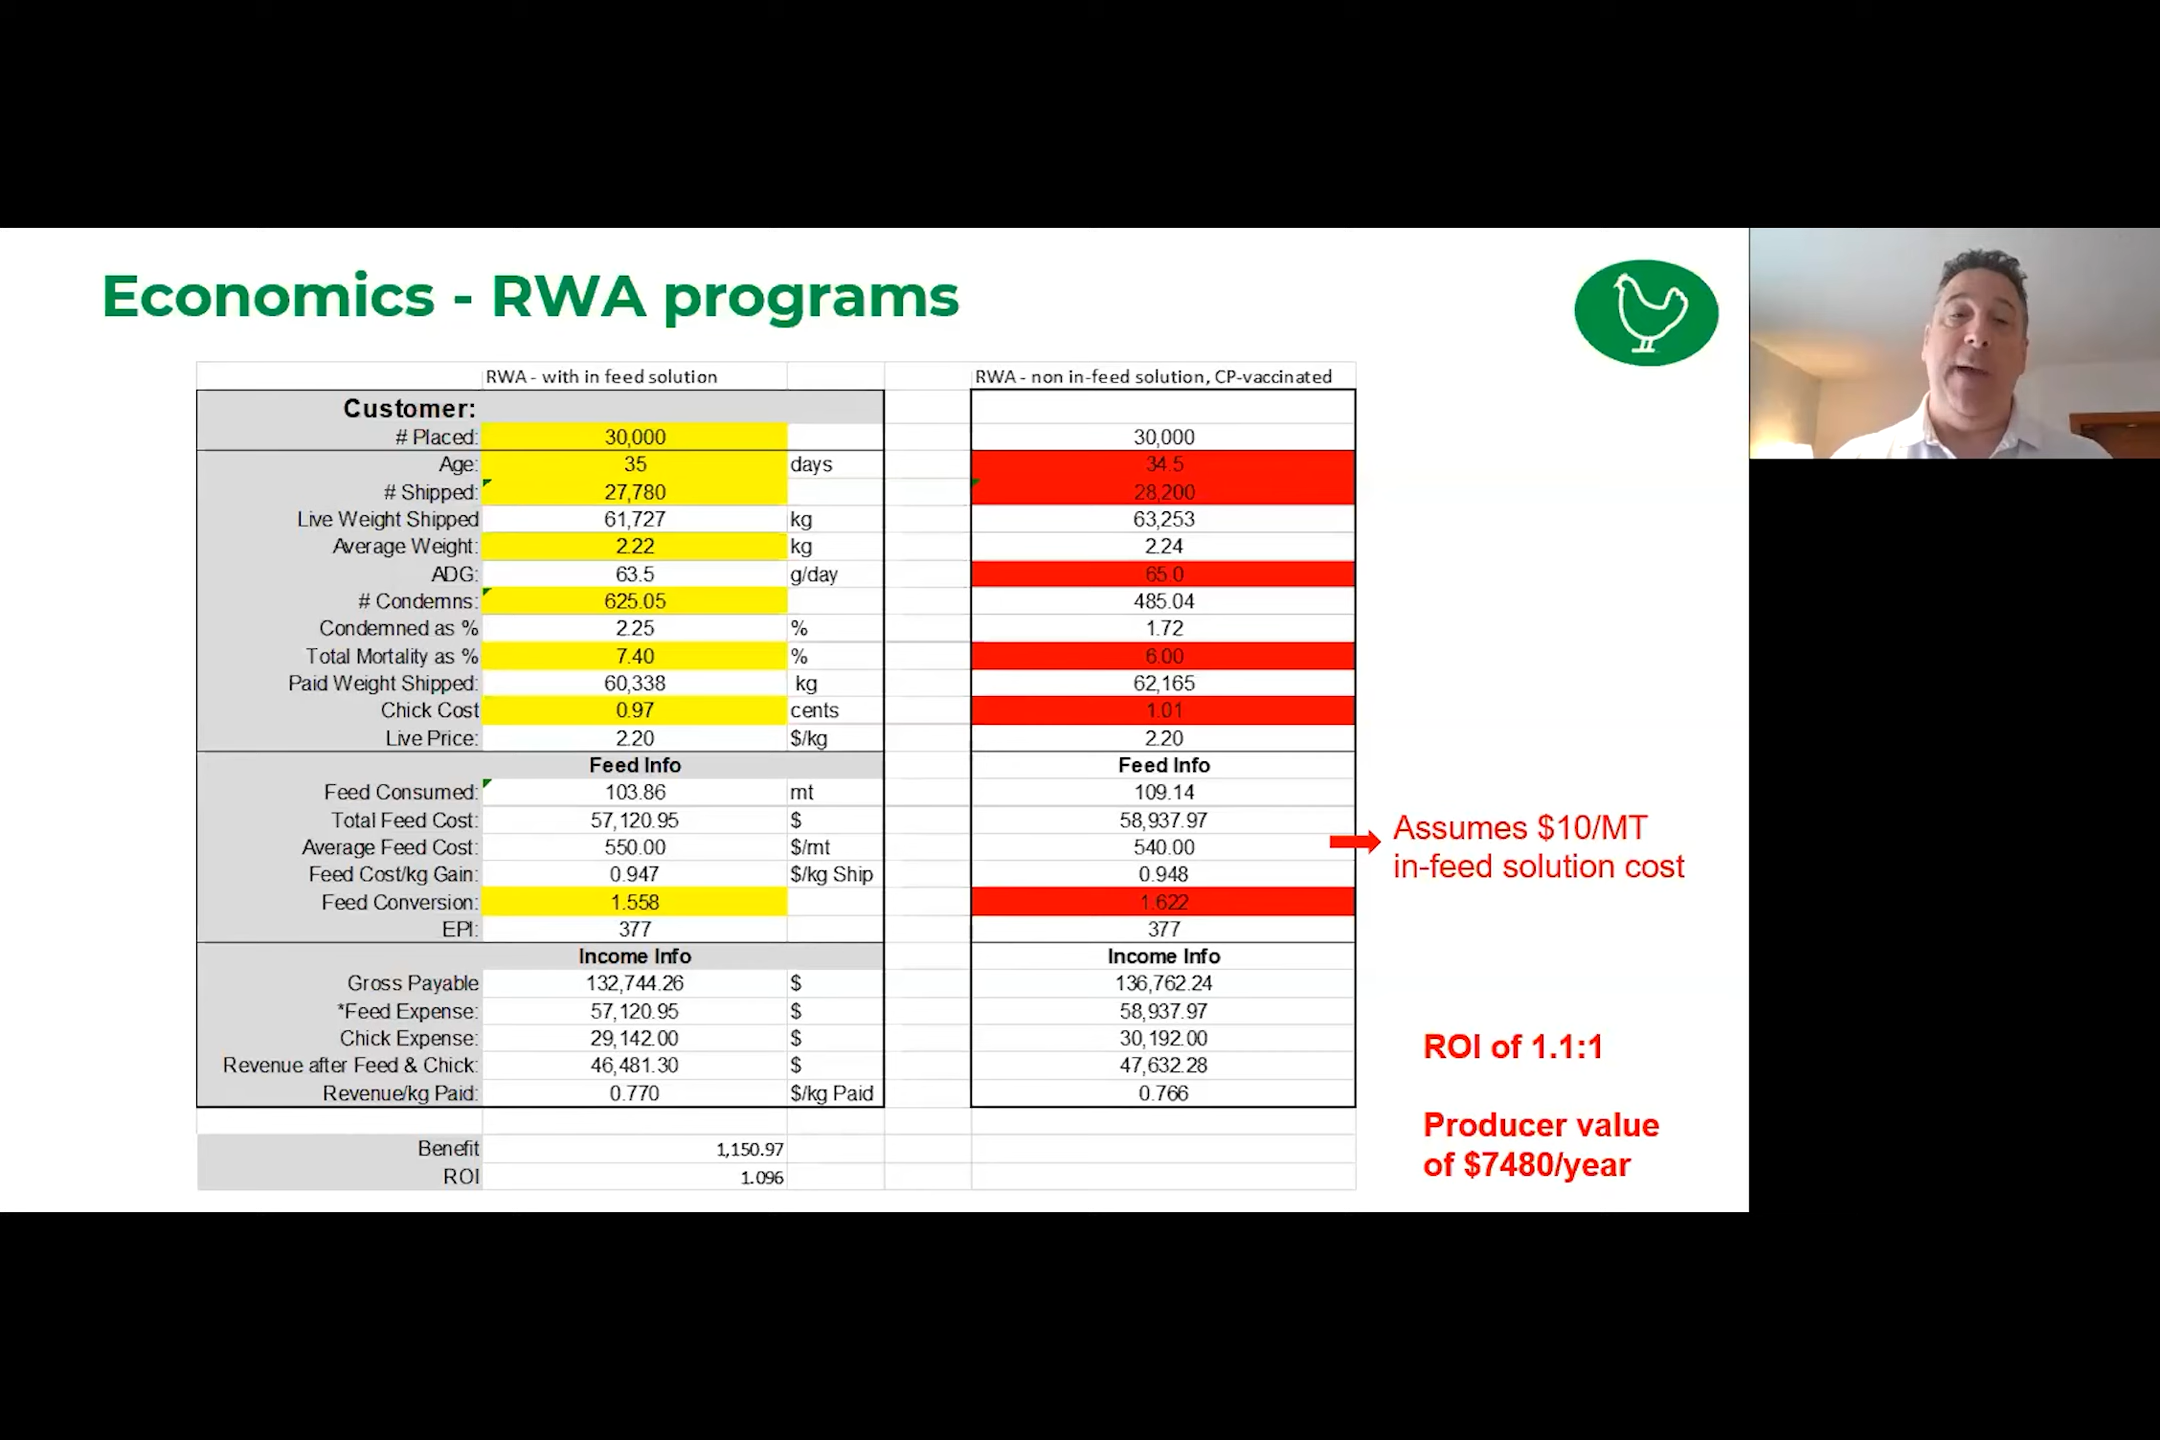 Economics - RWA programs
RWA - with in feed solution RWA - non in-feed solution, CP-vaccinated
Customer:
# Placed: 30,000 30,000
Age: 35 days 34.5
# Shipped: 27,780 28,200
Live Weight Shipped 61,727 kg 63,253
Average Weight: 2.22 kg 2.24
ADG: 63.5 g/day 65.0
# Condemns: 625.05 485.04
Condemned as % 2.25 % 1.72
Total Mortality as % 7.40 % 6.00
Paid Weight Shipped: 60,338 kg 62,165
Chick Cost 0.97 cents 1.01
Live Price: 2.20 $/kg 2.20
Feed Info Feed Info
Feed Consumed: 103.86 mt 109.14
Total Feed Cost: 57,120.95 $ 58,937.97
Average Feed Cost: 550.00 $/mt 540.00
Feed Cost/kg Gain: 0.947 $/kg Ship 0.948
Feed Conversion: 1.558 1.622
EPI: 377 377
Income Info Income Info
Gross Payable 132,744.26 $ 136,762.24
*Feed Expense: 57,120.95 $ 58,937.97
Chick Expense: 29,142.00 $ 30,192.00
Revenue after Feed & Chick: 46,481.30 $ 47,632.28
Revenue/kg Paid: 0.770 $/kg Paid 0.766
Benefit 1,150.97
ROI 1.096
Assumes $10/MT
in-feed solution cost
ROI of 1.1:1
Producer value
of $7480/year